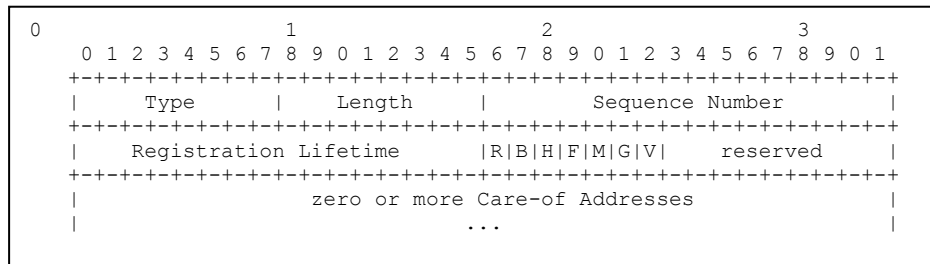 0                   1                   2                   3
    0 1 2 3 4 5 6 7 8 9 0 1 2 3 4 5 6 7 8 9 0 1 2 3 4 5 6 7 8 9 0 1
   +-+-+-+-+-+-+-+-+-+-+-+-+-+-+-+-+-+-+-+-+-+-+-+-+-+-+-+-+-+-+-+-+
   |     Type      |    Length     |        Sequence Number        |
   +-+-+-+-+-+-+-+-+-+-+-+-+-+-+-+-+-+-+-+-+-+-+-+-+-+-+-+-+-+-+-+-+
   |    Registration Lifetime      |R|B|H|F|M|G|V|    reserved     |
   +-+-+-+-+-+-+-+-+-+-+-+-+-+-+-+-+-+-+-+-+-+-+-+-+-+-+-+-+-+-+-+-+
   |                  zero or more Care-of Addresses               |
   |                              ...                              |